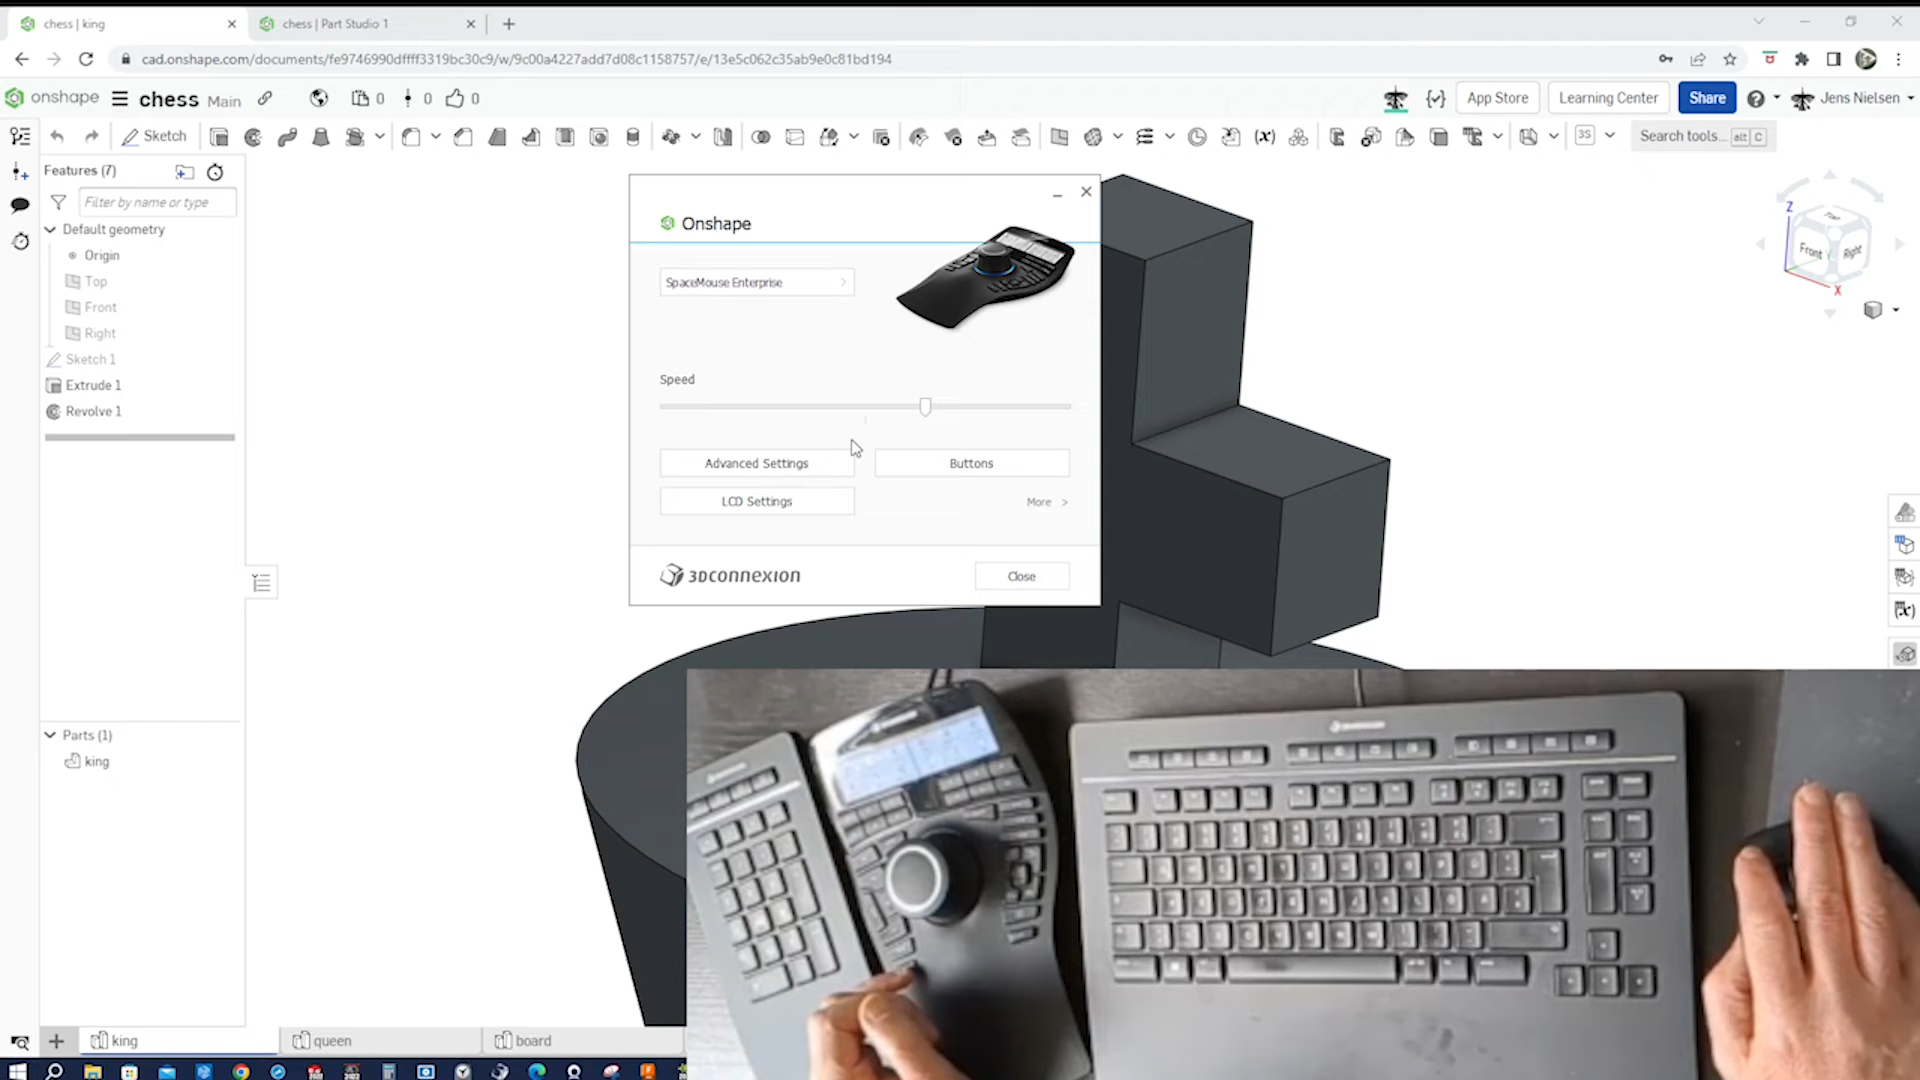 chess | king
chess | Part Studio 1
cad.onshape.com/documents/fe9746990dffff3319bc30c9/w/9c00a4227add7d08c1158757/e/13e5c062c35ab9e0c81bd194
onshape
chess Main
0
0
0
App Store
Learning Center
Share
Jens Nielsen
Sketch
(x)
3S
Search tools...
alt C
Features (7)
Filter by name or type
Default geometry
Origin
Top
Front
Right
Sketch 1
Extrude 1
Revolve 1
Onshape
SpaceMouse Enterprise
Speed
Advanced Settings
Buttons
LCD Settings
More >
3Dconnexion
Close
Z
Front
Right
X
Parts (1)
king
king
queen
board